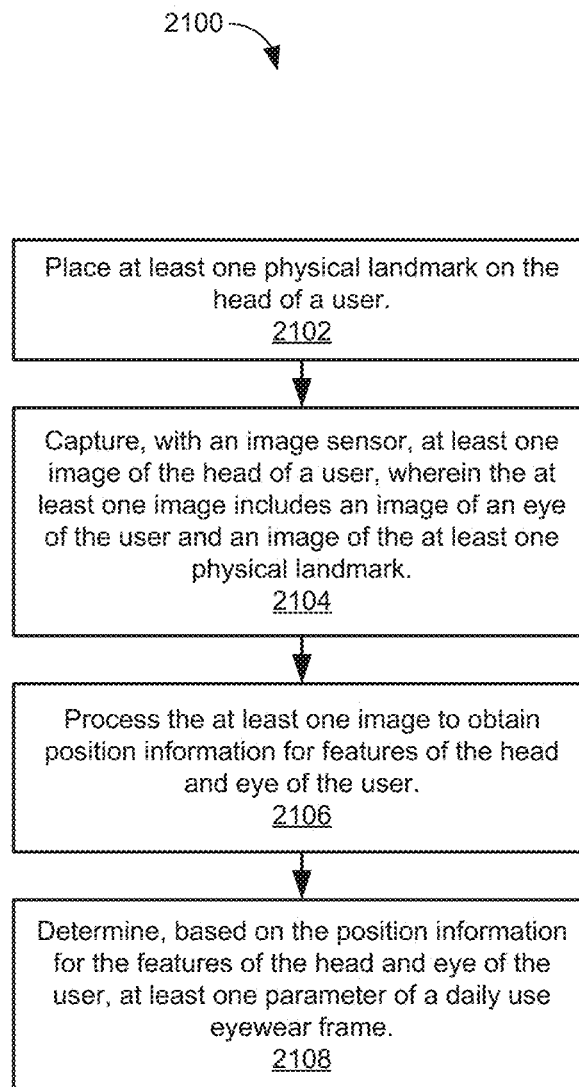 2100
Place at least one physical landmark on the
head of a user.
2102
Capture, with an image sensor, at least one
image of the head of a user, wherein the at
least one image includes an image of an eye
of the user and an image of the at least one
physical landmark.
2104
Process the at least one image to obtain
position information for features of the head
and eye of the user.
2106
Determine, based on the position information
for the features of the head and eye of the
user, at least one parameter of a daily use
eyewear frame.
2108